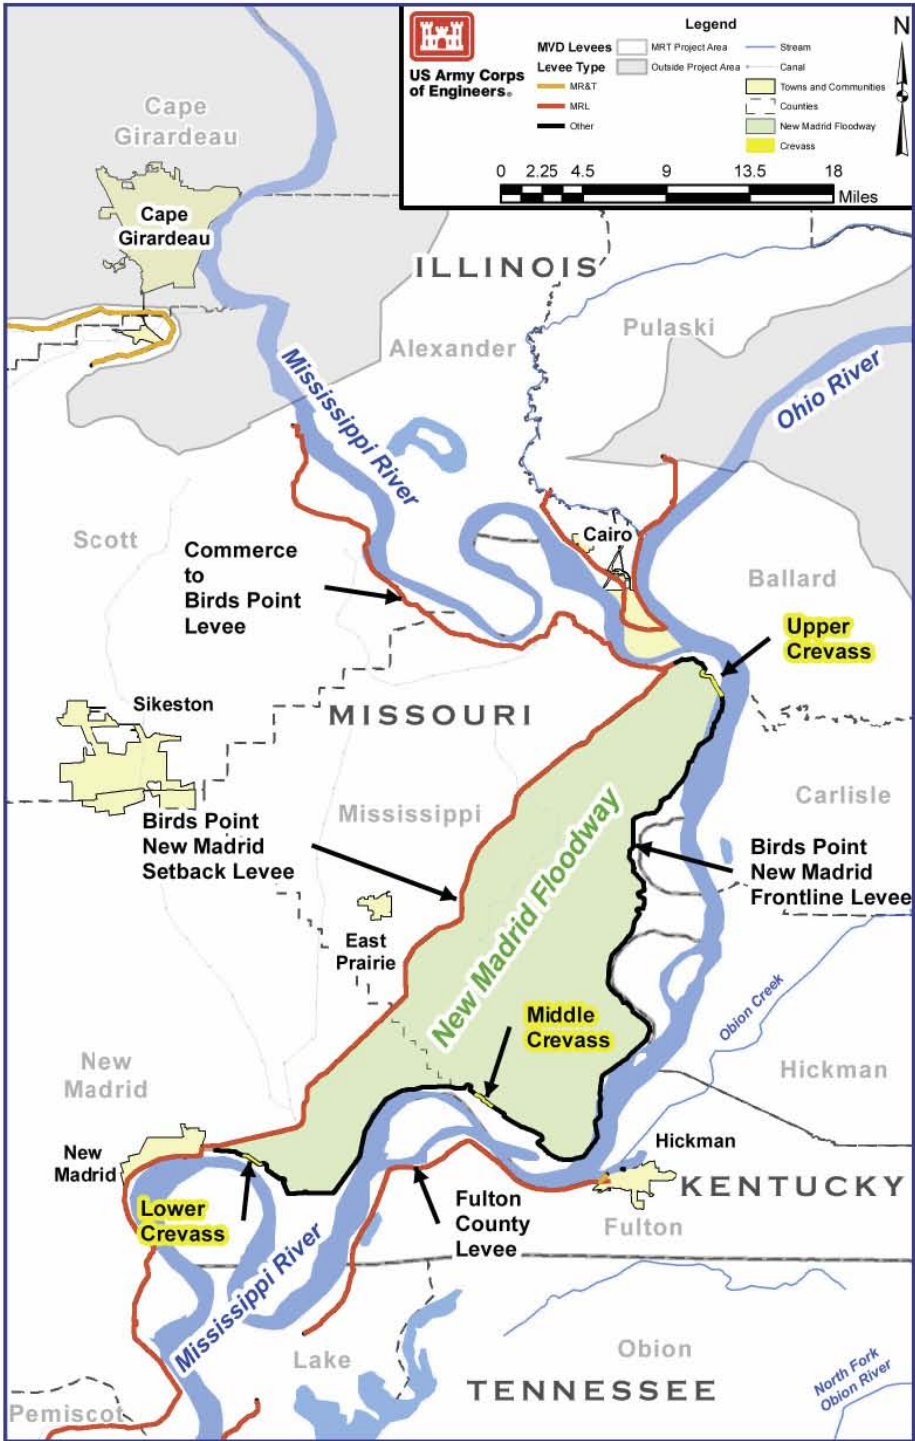 US Army Corps
of Engineers®
Legend
MVD Levees
Levee Type
MR&T
MRL
Other
MRT Project Area
Outside Project Area
Stream
Canal
Towns and Communities
Counties
New Madrid Floodway
Crevass
N
0 2.25 4.5 9 13.5 18
Miles
Cape
Girardeau
Cape
Girardeau
ILLINOIS
Pulaski
Alexander
Mississippi River
Ohio River
Scott
Cairo
Commerce
to
Birds Point
Levee
Ballard
Upper
Crevass
Sikeston
MISSOURI
Mississippi
Carlisle
Birds Point
New Madrid
Setback Levee
New Madrid Floodway
Birds Point
New Madrid
Frontline Levee
East
Prairie
Obion Creek
Middle
Crevass
New
Madrid
Hickman
New
Madrid
Hickman
KENTUCKY
Lower
Crevass
Fulton
County
Levee
Fulton
Mississippi River
Lake
Obion
TENNESSEE
North Fork
Obion River
Pemiscot